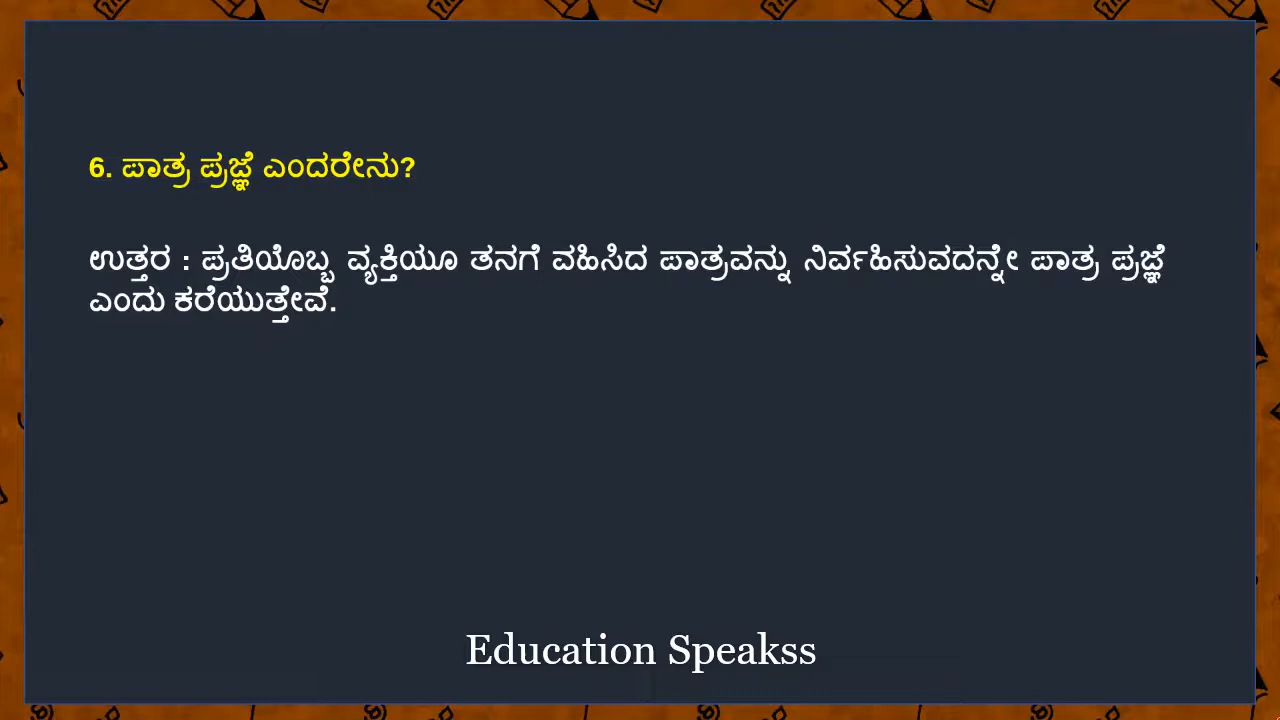 6. ಪಾತ್ರ ಪ್ರಜ್ಞೆ ಎಂದರೇನು?
ಉತ್ತರ : ಪ್ರತಿಯೊಬ್ಬ ವ್ಯಕ್ತಿಯೂ ತನಗೆ ವಹಿಸಿದ ಪಾತ್ರವನ್ನು ನಿರ್ವಹಿಸುವದನ್ನೇ ಪಾತ್ರ ಪ್ರಜ್ಞೆ
ಎಂದು ಕರೆಯುತ್ತೇವೆ.
Education Speakss